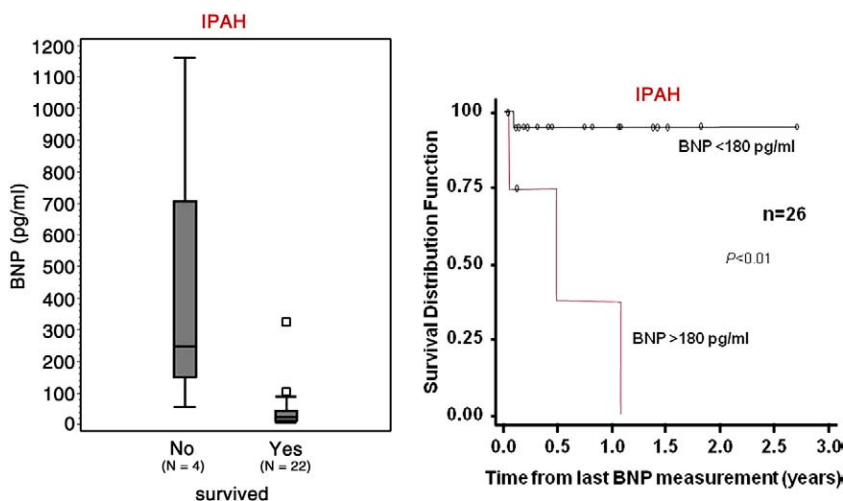 IPAH
BNP (pg/ml)
1200
1100
1000
900
800
700
600
500
400
300
200
100
0
No
(N = 4)
Yes
(N = 22)
survived
IPAH
Survival Distribution Function
100
0.75
0.50
0.25
0.00
BNP <180 pg/ml
n=26
P<0.01
BNP >180 pg/ml
0.0 0.5 1.0 1.5 2.0 2.5 3.0
Time from last BNP measurement (years)